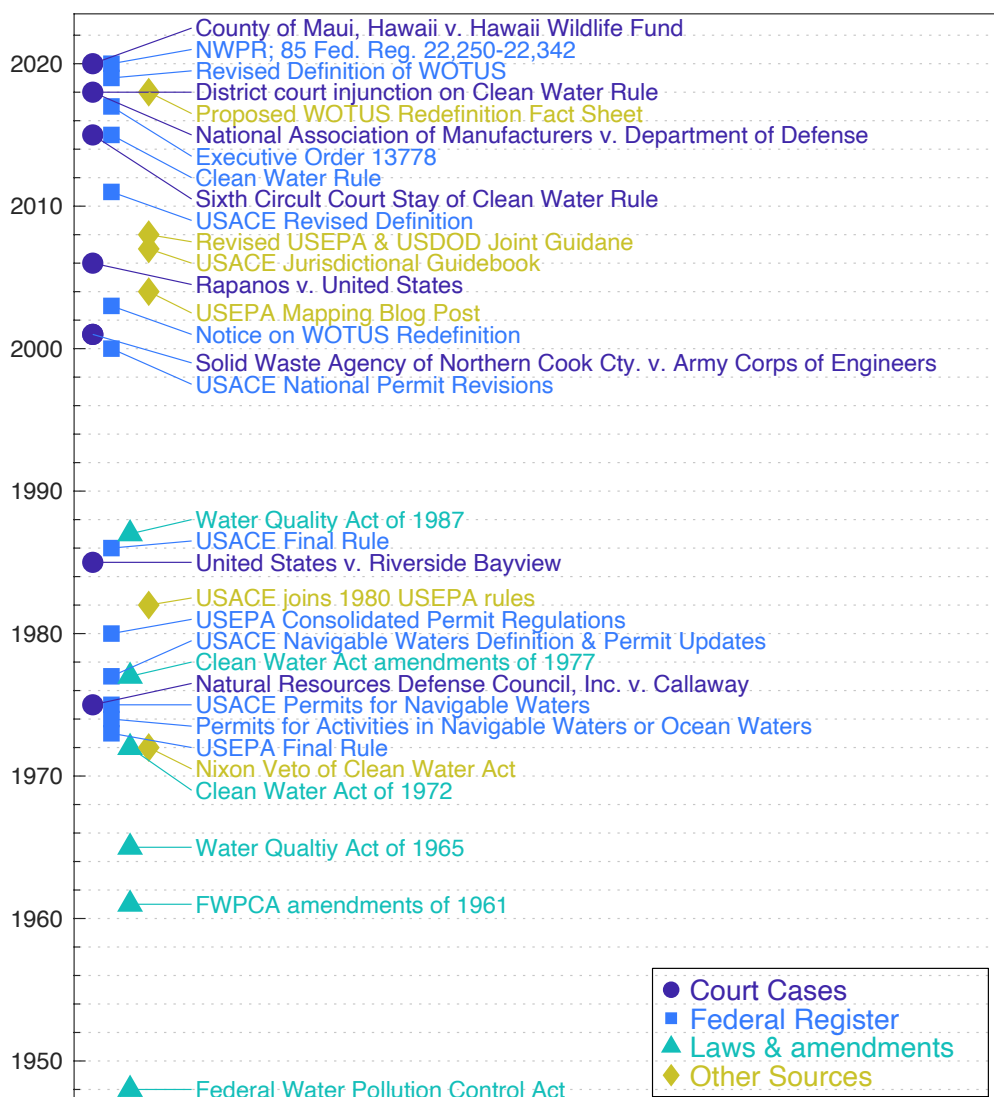 County of Maui, Hawaii v. Hawaii Wildlife Fund
NWPR; 85 Fed. Reg. 22,250-22,342
2020
Revised Definition of WOTUS
District court injunction on Clean Water Rule
Proposed WOTUS Redefinition Fact Sheet
National Association of Manufacturers v. Department of Defense
Executive Order 13778
Clean Water Rule
Sixth Circult Court Stay of Clean Water Rule
2010
USACE Revised Definition
Revised USEPA & USDOD Joint Guidane
USACE Jurisdictional Guidebook
Rapanos v. United States
USEPA Mapping Blog Post
Notice on WOTUS Redefinition
2000
Solid Waste Agency of Northern Cook Cty. v. Army Corps of Engineers
USACE National Permit Revisions
1990
Water Quality Act of 1987
USACE Final Rule
United States v. Riverside Bayview
USACE joins 1980 USEPA rules
USEPA Consolidated Permit Regulations
1980
USACE Navigable Waters Definition & Permit Updates
Clean Water Act amendments of 1977
Natural Resources Defense Council, Inc. v. Callaway
USACE Permits for Navigable Waters
Permits for Activities in Navigable Waters or Ocean Waters
USEPA Final Rule
Nixon Veto of Clean Water Act
1970
Clean Water Act of 1972
Water Qualtiy Act of 1965
FWPCA amendments of 1961
1960
Court Cases
Federal Register
Laws & amendments
Other Sources
1950
Federal Water Pollution Control Act